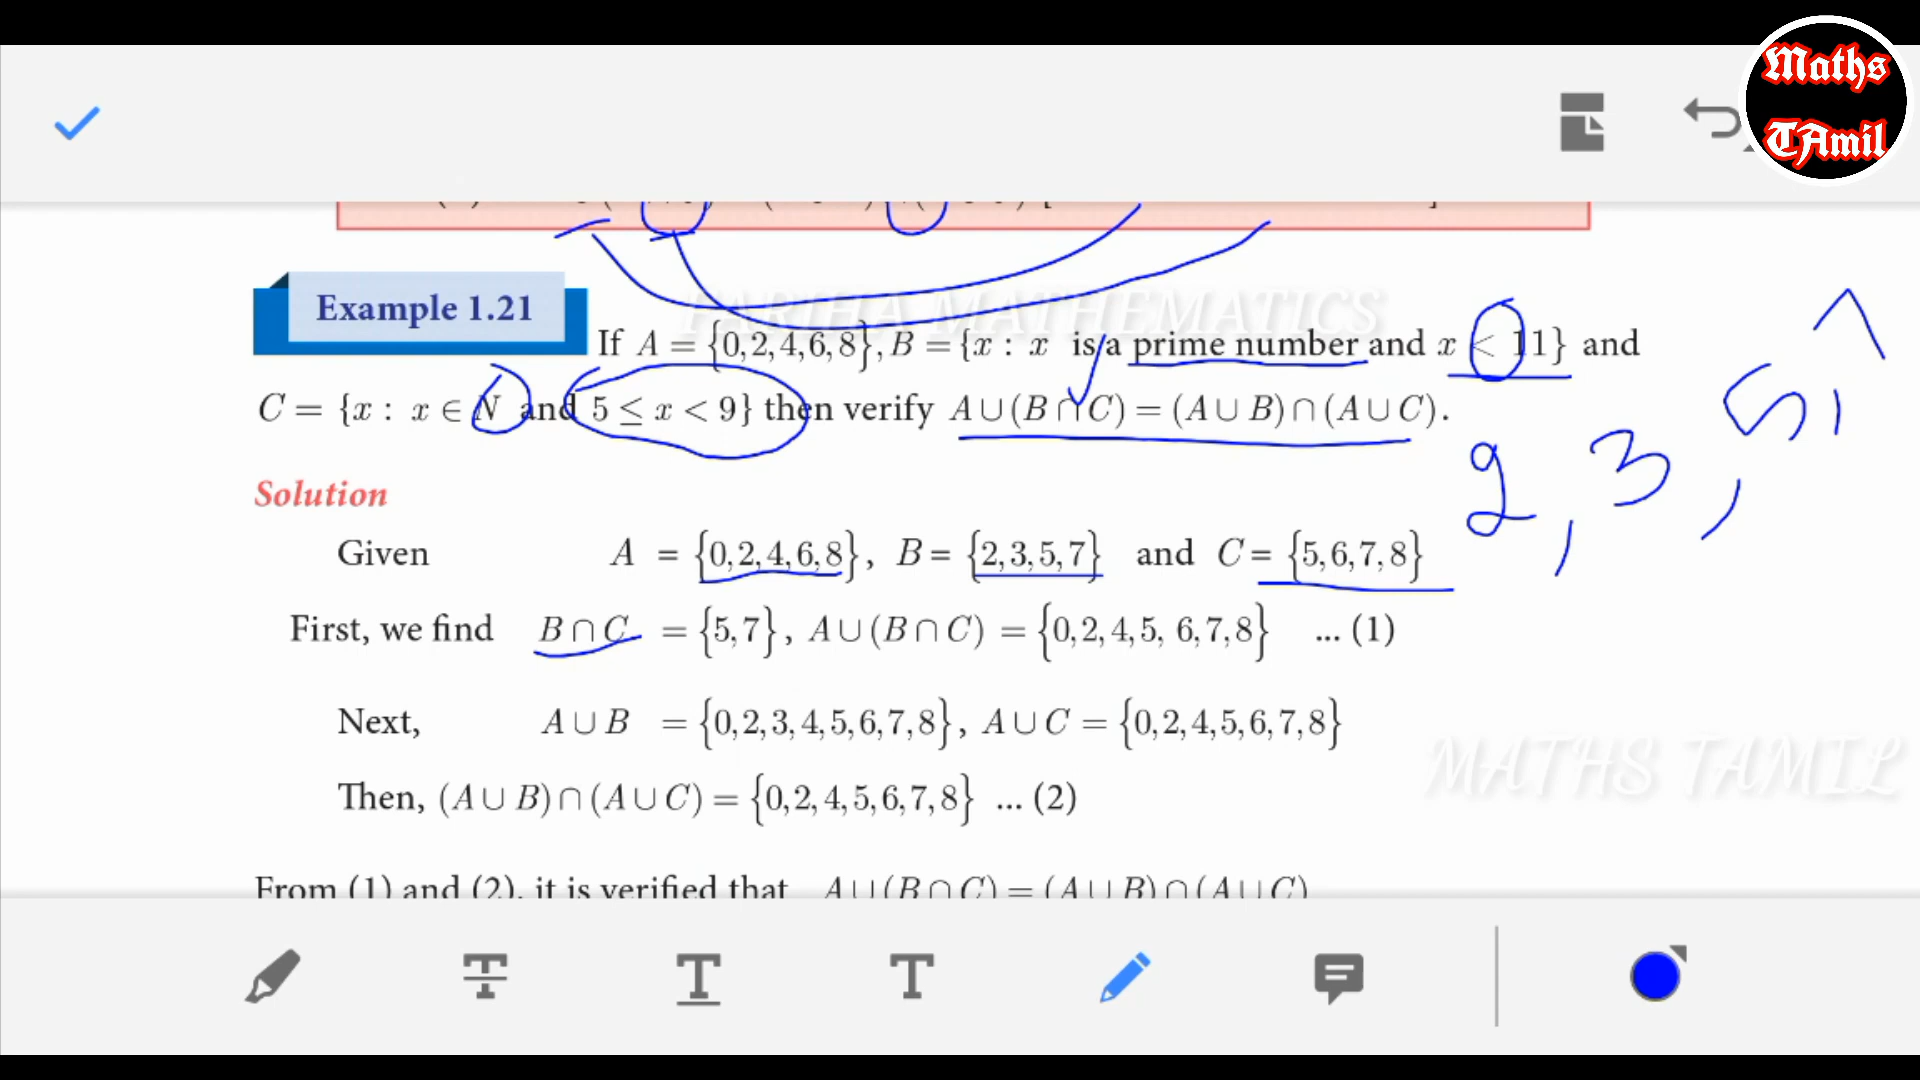 Maths
TAmil
FARIHA MATHEMATICS
Example 1.21
If A = {0,2,4,6,8}, B = {x : x is a prime number and x < 11} and
C = {x : x ∈ N and 5 ≤ x < 9} then verify A∪(B∩C) = (A∪B)∩(A∪C).
2, 3, 5,
Solution
Given A = {0,2,4,6,8}, B = {2,3,5,7} and C = {5,6,7,8}
First, we find B∩C = {5,7}, A∪(B∩C) = {0,2,4,5, 6,7,8} ... (1)
Next, A∪B = {0,2,3,4,5,6,7,8}, A∪C = {0,2,4,5,6,7,8}
MATHS TAMIL
Then, (A∪B)∩(A∪C) = {0,2,4,5,6,7,8} ... (2)
From (1) and (2), it is verified that A∪(B∩C) = (A∪B)∩(A∪C)